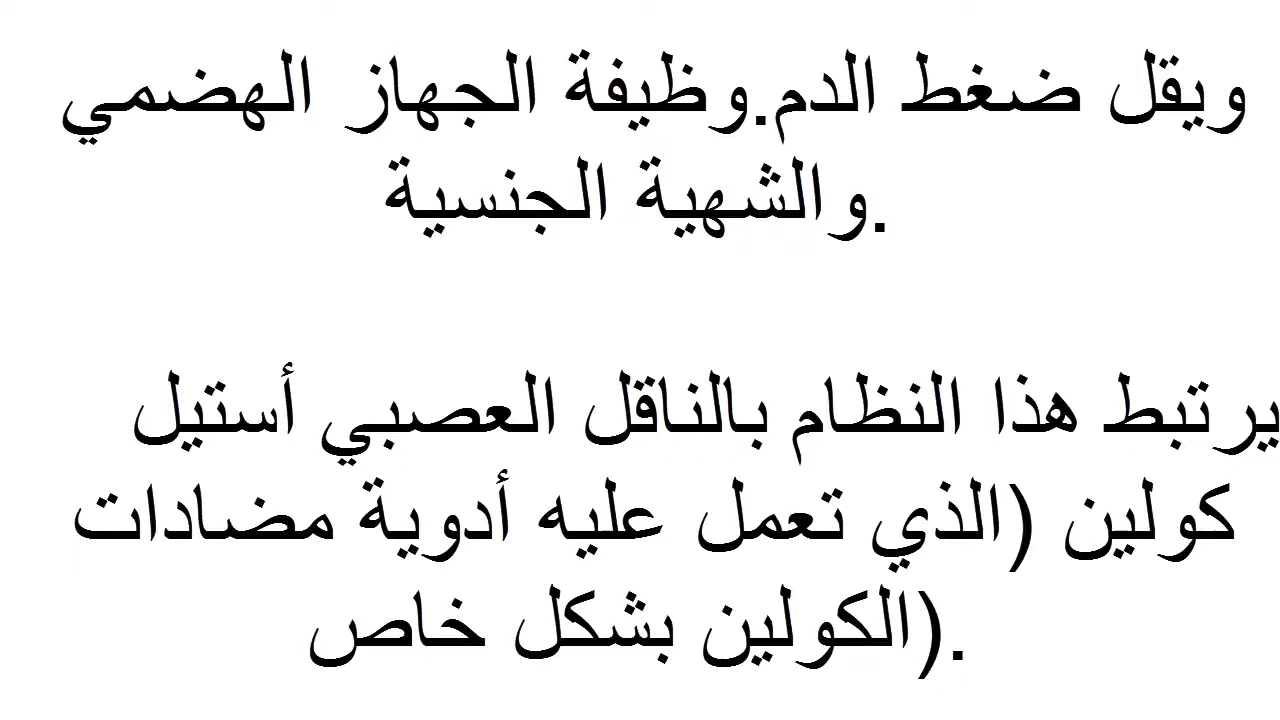 ويقل ضغط الدم.وظيفة الجهاز الهضمي
والشهية الجنسية.
يرتبط هذا النظام بالناقل العصبي أستيل
كولين (الذي تعمل عليه أدوية مضادات
الكولين بشكل خاص).